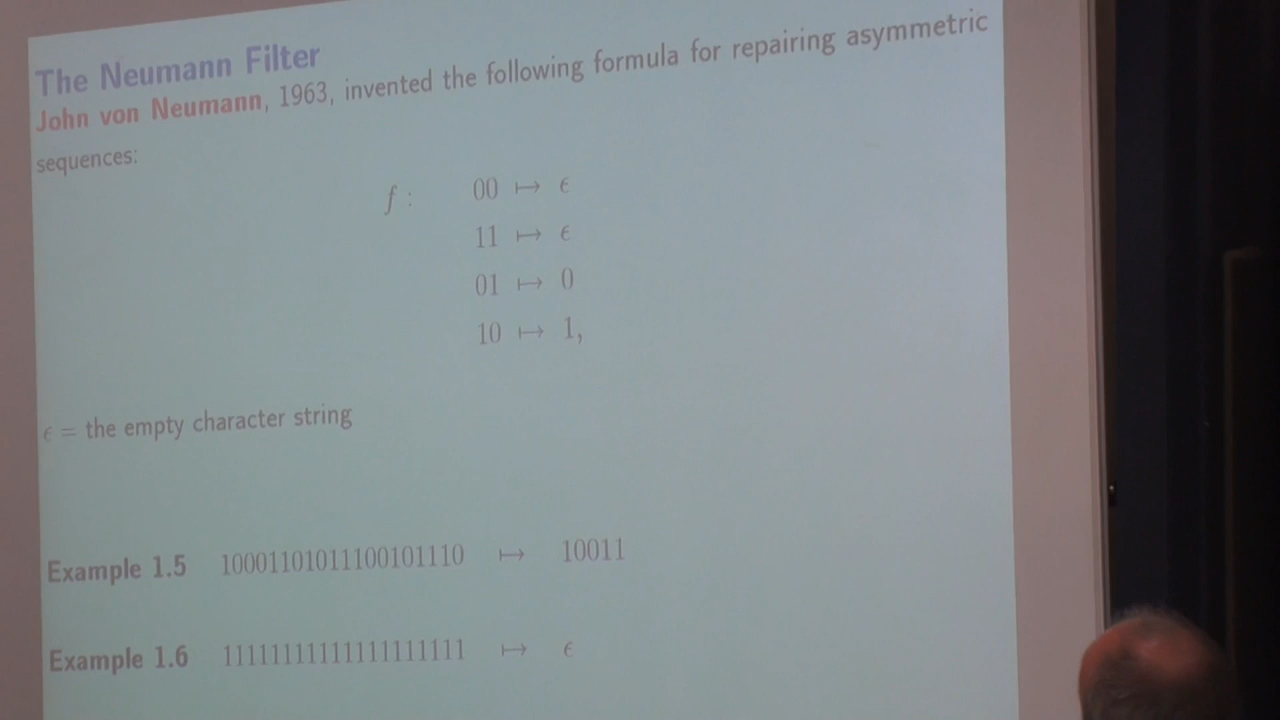 The Neumann Filter
John von Neumann, 1963, invented the following formula for repairing asymmetric
sequences:
f : 00 ↦ ϵ
11 ↦ ϵ
01 ↦ 0
10 ↦ 1,
ϵ = the empty character string
Example 1.5 10001101011100101110 ↦ 10011
Example 1.6 11111111111111111111 ↦ ϵ